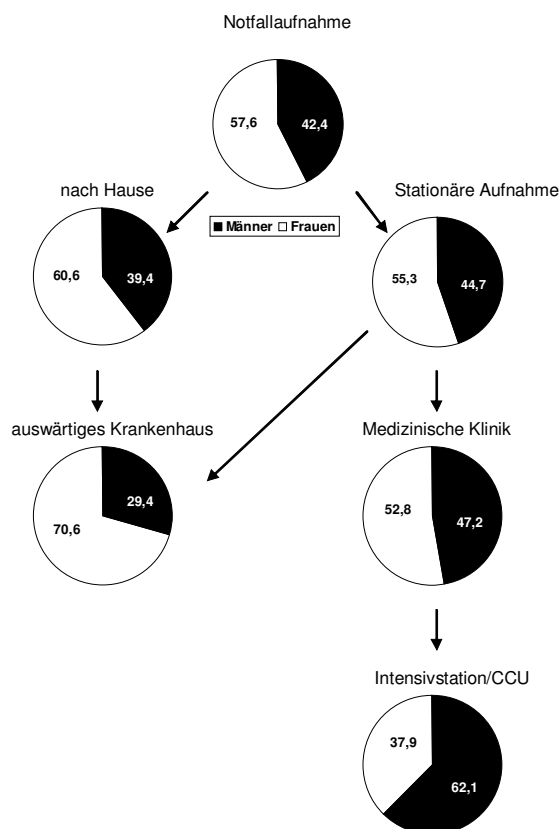 Notfallaufnahme
57,6 42,4
nach Hause Stationäre Aufnahme
Männer Frauen
60,6 39,4 55,3 44,7
auswärtiges Krankenhaus Medizinische Klinik
29,4 70,6 52,8 47,2
Intensivstation/CCU
37,9
62,1